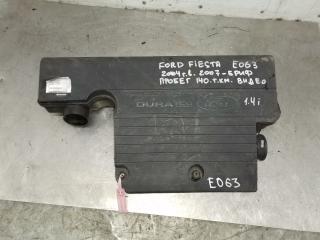 FORD FIESTA E063
2004 г.в. 2007-БРИФ
ПРОБЕГ 140 т.км. ВИДЕО
DURATEC
1.4i
E063